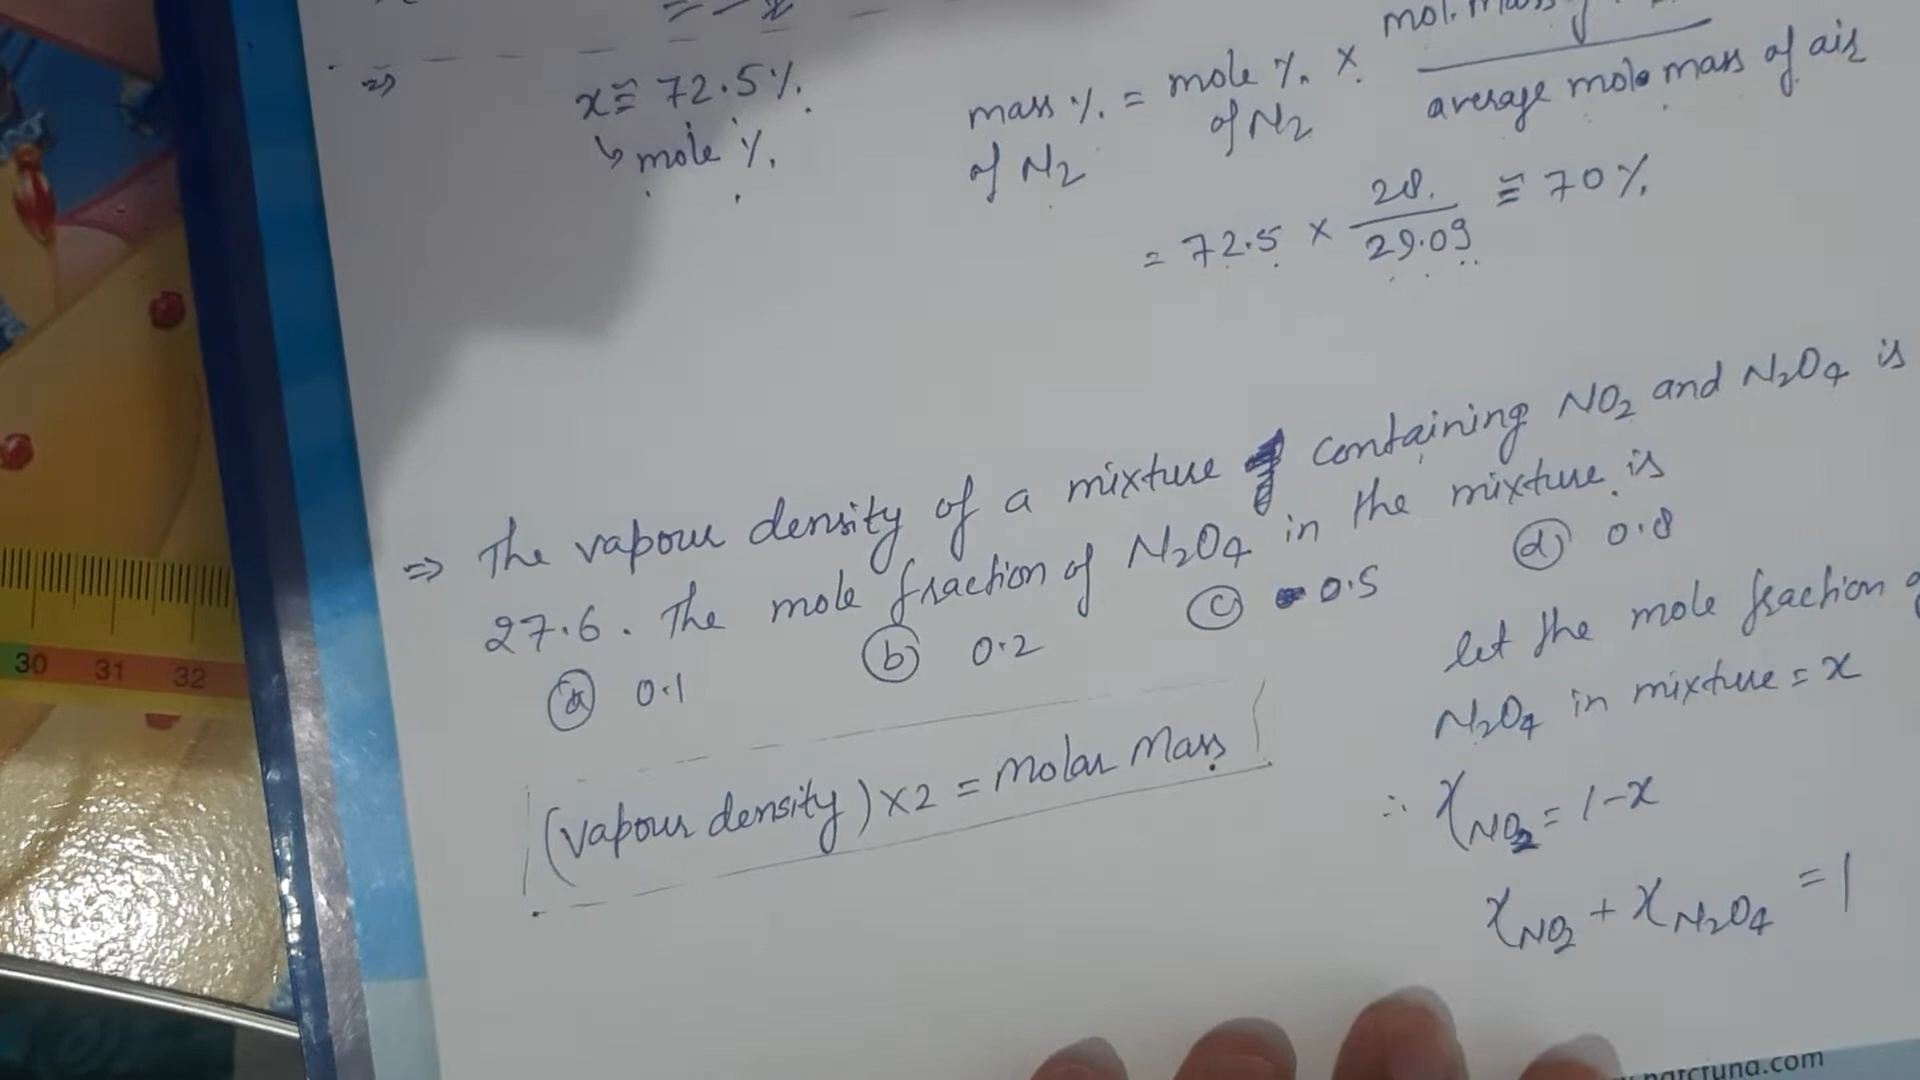 ⇒ x ≅ 72.5%.
↳ mole %.
mass %. = mole %. × mol. mass
of N2 of N2 average mole mass of air
= 72.5 × 28. / 29.09 ≅ 70%.
⇒ The vapour density of a mixture containing NO2 and N2O4 is
27.6. The mole fraction of N2O4 in the mixture is
ⓐ 0.1 ⓑ 0.2 ⓒ 0.5 ⓓ 0.8
(vapour density) × 2 = Molar Mass
let the mole fraction
N2O4 in mixture = x
∴ χNO2 = 1-x
χNO2 + χN2O4 = 1
30 31 32